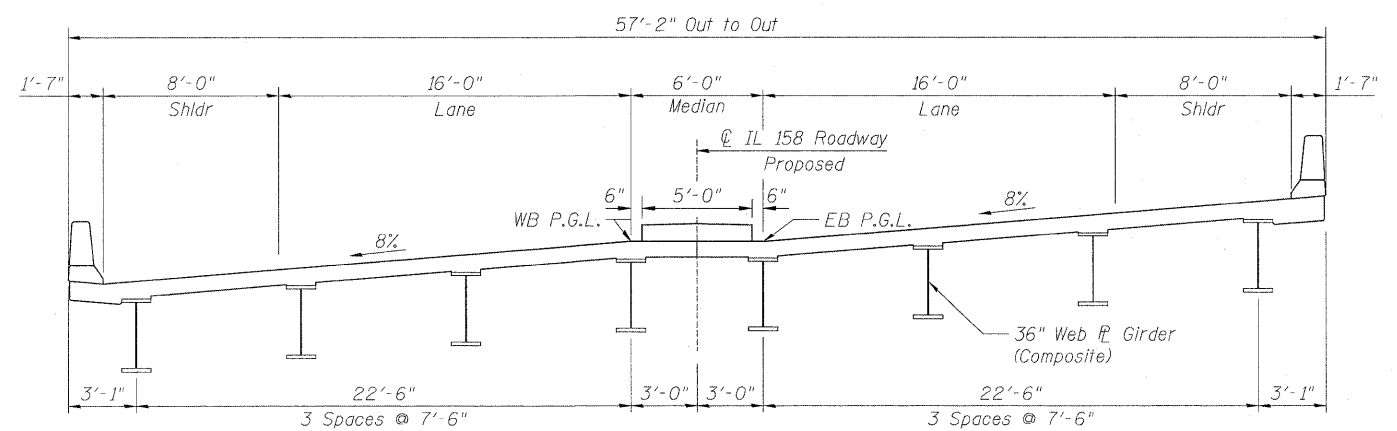 57'-2" Out to Out
1'-7" 8'-0" 16'-0" 6'-0" 16'-0" 8'-0" 1'-7"
Shldr Lane Median Lane Shldr
℄ IL 158 Roadway
Proposed
6" 5'-0" 6"
8%
WB P.G.L. EB P.G.L.
8%
36" Web ⅊ Girder
(Composite)
3'-1" 22'-6" 3'-0" 3'-0" 22'-6" 3'-1"
3 Spaces @ 7'-6" 3 Spaces @ 7'-6"